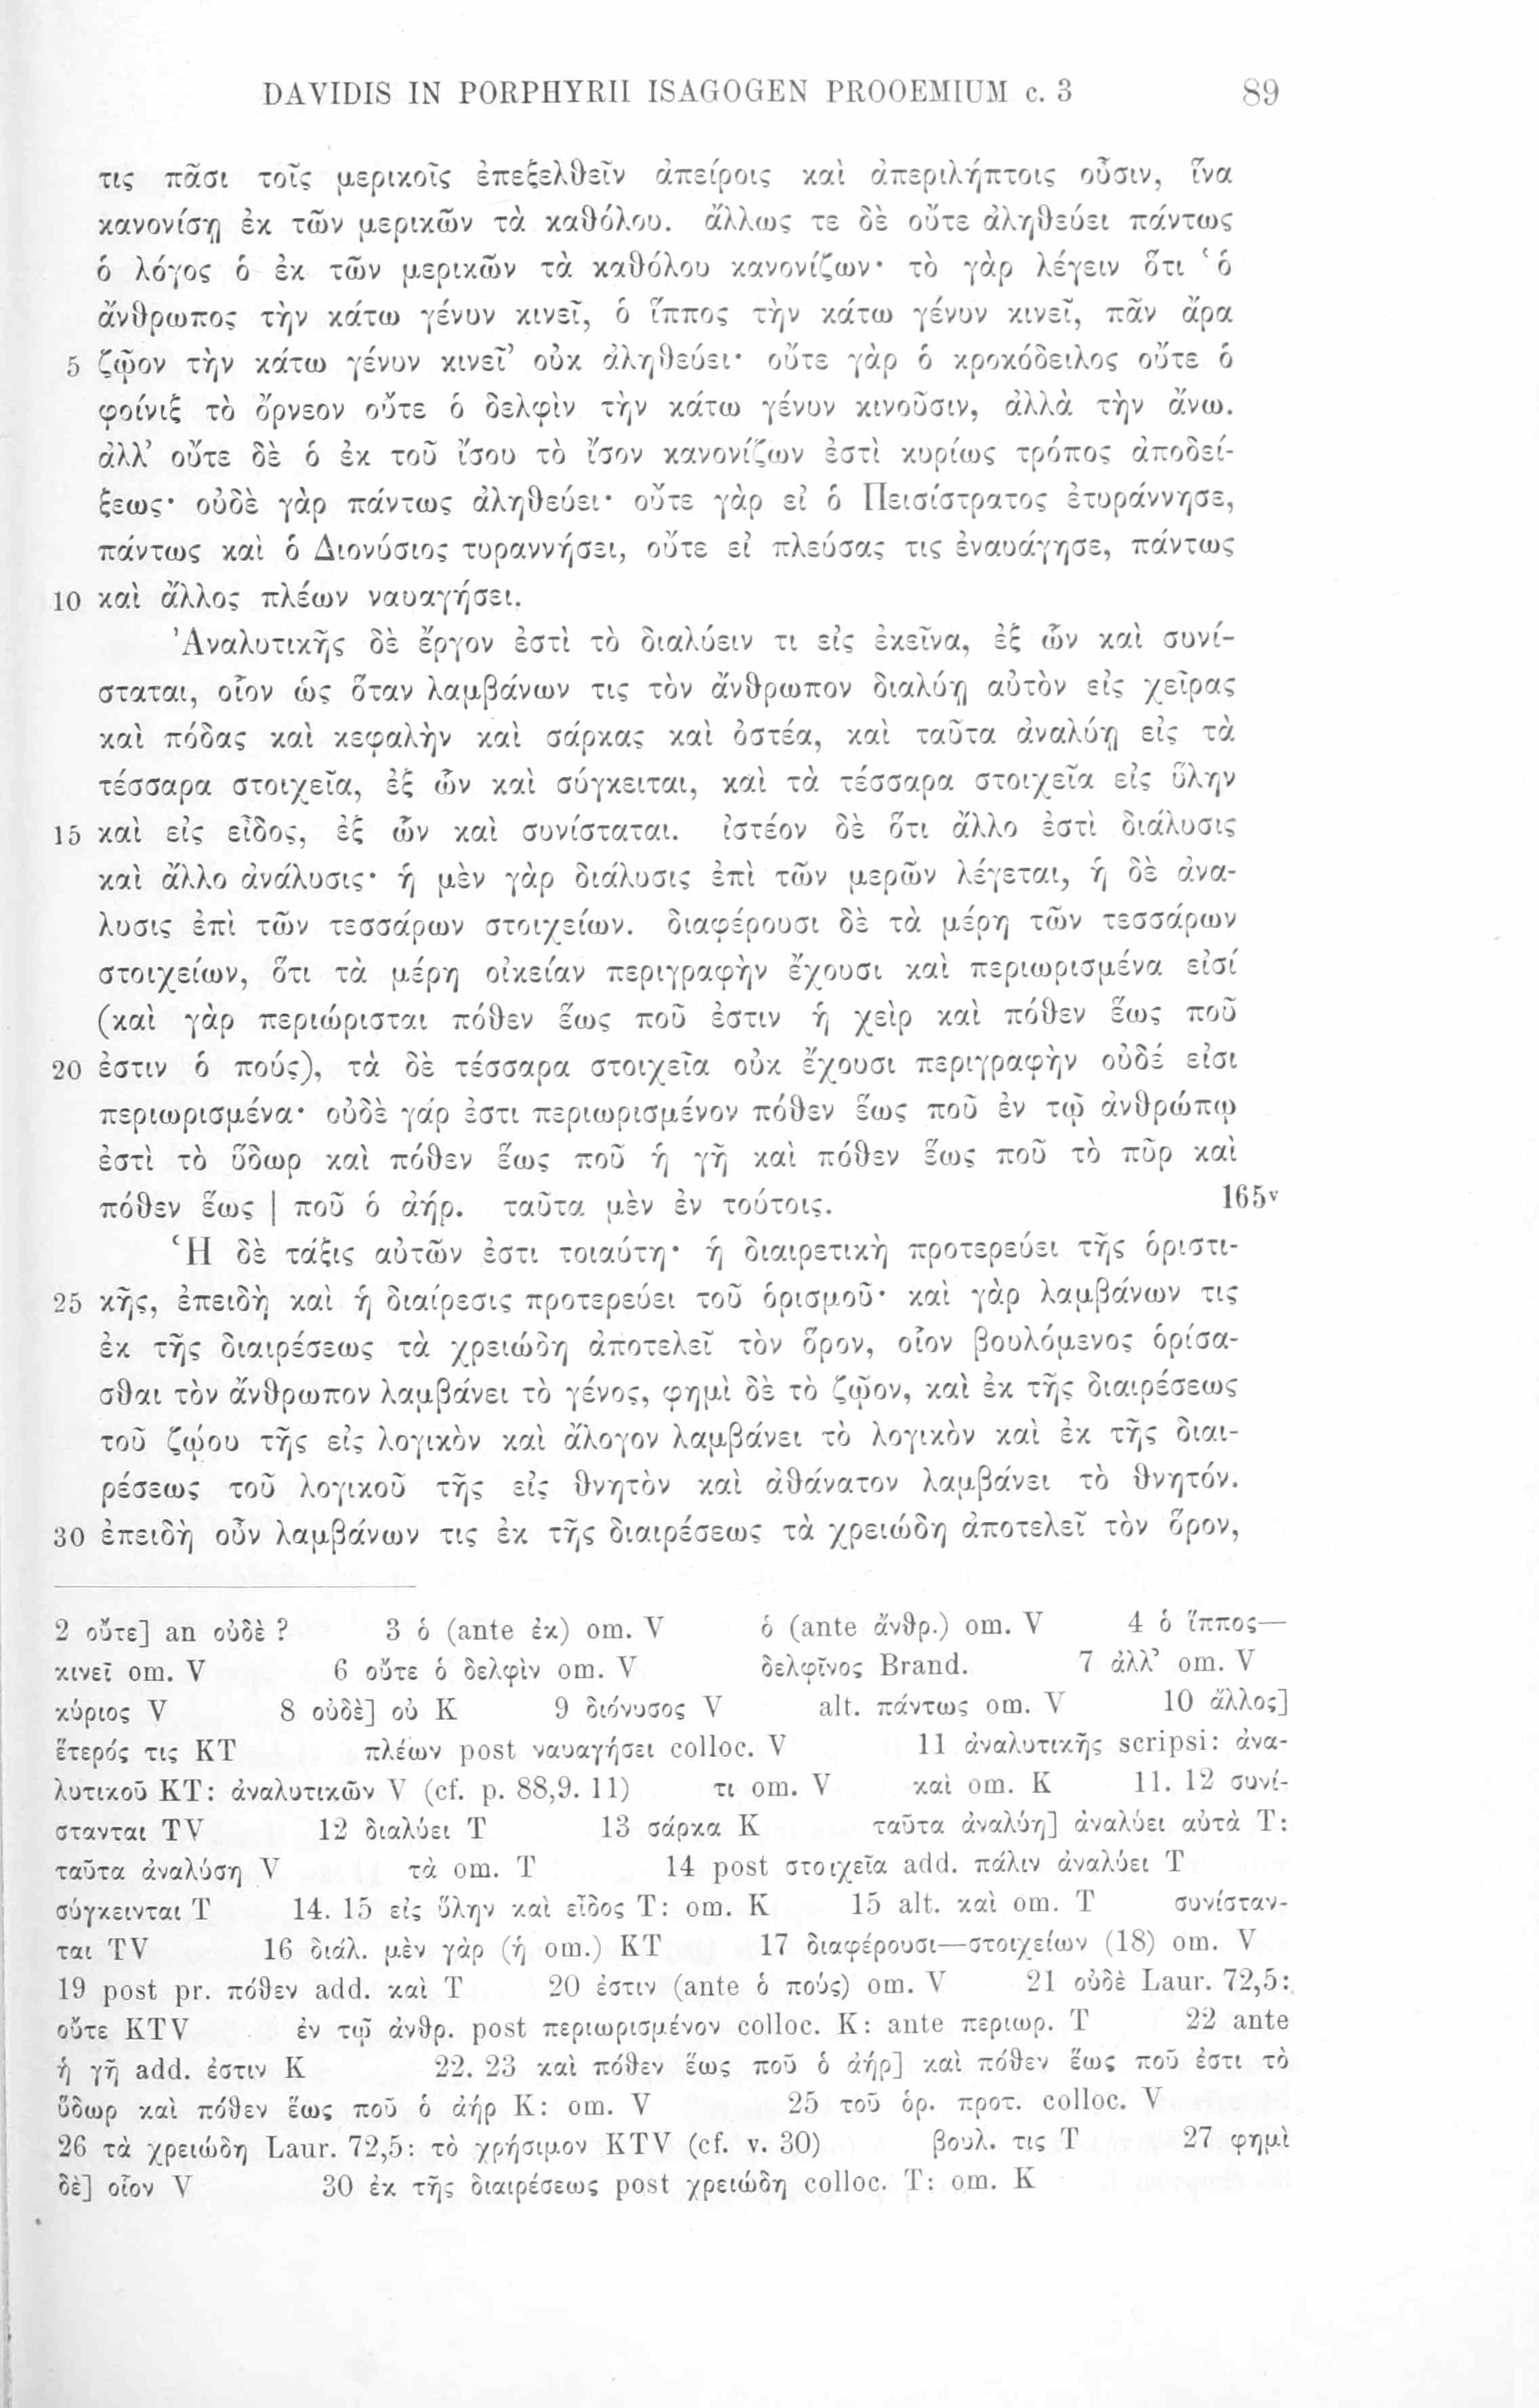 DAVIDIS IN PORPHYRII ISAGOGEN PROOEMIUM c. 3 89
τις πᾶσι τοῖς μερικοῖς ἐπεξελθεῖν ἀπείροις καὶ ἀπεριλήπτοις οὖσιν, ἵνα
κανονίσῃ ἐκ τῶν μερικῶν τὰ καθόλου. ἄλλως τε δὲ οὔτε ἀληθεύει πάντως
ὁ λόγος ὁ ἐκ τῶν μερικῶν τὰ καθόλου κανονίζων· τὸ γὰρ λέγειν ὅτι ‘ὁ
ἄνθρωπος τὴν κάτω γένυν κινεῖ, ὁ ἵππος τὴν κάτω γένυν κινεῖ, πᾶν ἄρα
5 ζῷον τὴν κάτω γένυν κινεῖ’ οὐκ ἀληθεύει· οὔτε γὰρ ὁ κροκόδειλος οὔτε ὁ
φοίνιξ τὸ ὄρνεον οὔτε ὁ δελφὶν τὴν κάτω γένυν κινοῦσιν, ἀλλὰ τὴν ἄνω.
ἀλλ’ οὔτε δὲ ὁ ἐκ τοῦ ἴσου τὸ ἴσον κανονίζων ἐστὶ κυρίως τρόπος ἀποδεί-
ξεως· οὐδὲ γὰρ πάντως ἀληθεύει· οὔτε γὰρ εἰ ὁ Πεισίστρατος ἐτυράννησε,
πάντως καὶ ὁ Διονύσιος τυραννήσει, οὔτε εἰ πλεύσας τις ἐναυάγησε, πάντως
10 καὶ ἄλλος πλέων ναυαγήσει.
Ἀναλυτικῆς δὲ ἔργον ἐστὶ τὸ διαλύειν τι εἰς ἐκεῖνα, ἐξ ὧν καὶ συνί-
σταται, οἷον ὡς ὅταν λαμβάνων τις τὸν ἄνθρωπον διαλύῃ αὐτὸν εἰς χεῖρας
καὶ πόδας καὶ κεφαλὴν καὶ σάρκας καὶ ὀστέα, καὶ ταῦτα ἀναλύῃ εἰς τὰ
τέσσαρα στοιχεῖα, ἐξ ὧν καὶ σύγκειται, καὶ τὰ τέσσαρα στοιχεῖα εἰς ὕλην
15 καὶ εἰς εἶδος, ἐξ ὧν καὶ συνίσταται. ἰστέον δὲ ὅτι ἄλλο ἐστὶ διάλυσις
καὶ ἄλλο ἀνάλυσις· ἡ μὲν γὰρ διάλυσις ἐπὶ τῶν μερῶν λέγεται, ἡ δὲ ἀνα-
λυσις ἐπὶ τῶν τεσσάρων στοιχείων. διαφέρουσι δὲ τὰ μέρη τῶν τεσσάρων
στοιχείων, ὅτι τὰ μέρη οἰκείαν περιγραφὴν ἔχουσι καὶ περιωρισμένα εἰσί
(καὶ γὰρ περιώρισται πόθεν ἕως ποῦ ἐστιν ἡ χεὶρ καὶ πόθεν ἕως ποῦ
20 ἐστιν ὁ πούς), τὰ δὲ τέσσαρα στοιχεῖα οὐκ ἔχουσι περιγραφὴν οὐδέ εἰσι
περιωρισμένα· οὐδὲ γάρ ἐστι περιωρισμένον πόθεν ἕως ποῦ ἐν τῷ ἀνθρώπῳ
ἐστὶ τὸ ὕδωρ καὶ πόθεν ἕως ποῦ ἡ γῆ καὶ πόθεν ἕως ποῦ τὸ πῦρ καὶ
πόθεν ἕως | ποῦ ὁ ἀήρ. ταῦτα μὲν ἐν τούτοις. 165v
Ἡ δὲ τάξις αὐτῶν ἐστι τοιαύτη· ἡ διαιρετικὴ προτερεύει τῆς ὁριστι-
25 κῆς, ἐπειδὴ καὶ ἡ διαίρεσις προτερεύει τοῦ ὁρισμοῦ· καὶ γὰρ λαμβάνων τις
ἐκ τῆς διαιρέσεως τὰ χρειώδη ἀποτελεῖ τὸν ὅρον, οἷον βουλόμενος ὁρίσα-
σθαι τὸν ἄνθρωπον λαμβάνει τὸ γένος, φημὶ δὲ τὸ ζῷον, καὶ ἐκ τῆς διαιρέσεως
τοῦ ζῴου τῆς εἰς λογικὸν καὶ ἄλογον λαμβάνει τὸ λογικὸν καὶ ἐκ τῆς διαι-
ρέσεως τοῦ λογικοῦ τῆς εἰς θνητὸν καὶ ἀθάνατον λαμβάνει τὸ θνητόν.
30 ἐπειδὴ οὖν λαμβάνων τις ἐκ τῆς διαιρέσεως τὰ χρειώδη ἀποτελεῖ τὸν ὅρον,
2 οὔτε] an οὐδὲ ? 3 ὁ (ante ἐκ) om. V ὁ (ante ἄνθρ.) om. V 4 ὁ ἵππος—
κινεῖ om. V 6 οὔτε ὁ δελφὶν om. V δελφῖνος Brand. 7 ἀλλ’ om. V
κύριος V 8 οὐδὲ] οὐ K 9 διόνυσος V alt. πάντως om. V 10 ἄλλος]
ἕτερός τις KT πλέων post ναυαγήσει colloc. V 11 ἀναλυτικῆς scripsi: ἀνα-
λυτικοῦ KT: ἀναλυτικῶν V (cf. p. 88,9. 11) τι om. V καὶ om. K 11. 12 συνί-
στανται TV 12 διαλύει T 13 σάρκα K ταῦτα ἀναλύῃ] ἀναλύει αὐτὰ T:
ταῦτα ἀναλύσῃ V τὰ om. T 14 post στοιχεῖα add. πάλιν ἀναλύει T
σύγκεινται T 14. 15 εἰς ὕλην καὶ εἶδος T: om. K 15 alt. καὶ om. T συνίσταν-
ται TV 16 διάλ. μὲν γὰρ (ἡ om.) KT 17 διαφέρουσι—στοιχείων (18) om. V
19 post pr. πόθεν add. καὶ T 20 ἐστιν (ante ὁ πούς) om. V 21 οὐδὲ Laur. 72,5:
οὔτε KTV ἐν τῷ ἀνθρ. post περιωρισμένον colloc. K: ante περιωρ. T 22 ante
ἡ γῆ add. ἐστιν K 22. 23 καὶ πόθεν ἕως ποῦ ὁ ἀήρ] καὶ πόθεν ἕως ποῦ ἐστι τὸ
ὕδωρ καὶ πόθεν ἕως ποῦ ὁ ἀήρ K: om. V 25 τοῦ ὁρ. προτ. colloc. V
26 τὰ χρειώδη Laur. 72,5: τὸ χρήσιμον KTV (cf. v. 30) βουλ. τις T 27 φημὶ
δὲ] οἷον V 30 ἐκ τῆς διαιρέσεως post χρειώδη colloc. T: om. K